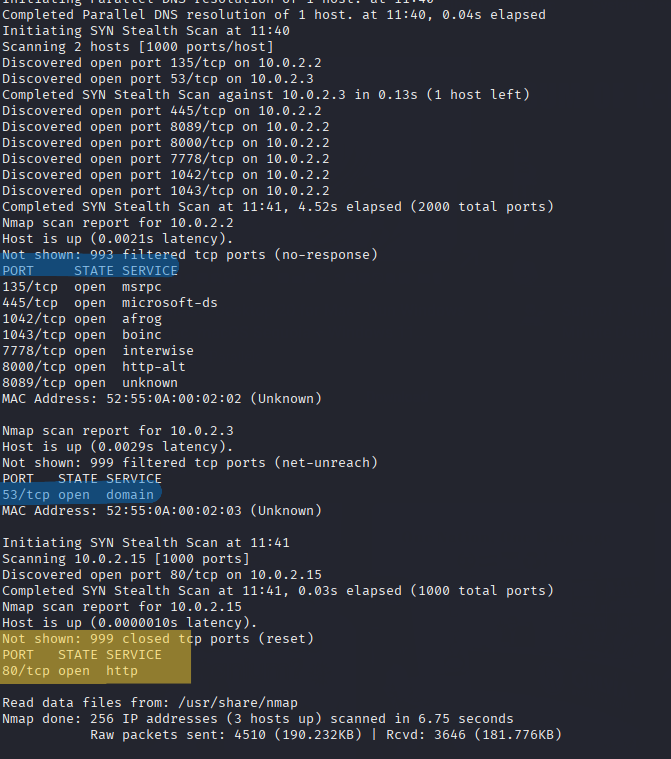 Initiating Parallel DNS resolution of 1 host. at 11:40
Completed Parallel DNS resolution of 1 host. at 11:40, 0.04s elapsed
Initiating SYN Stealth Scan at 11:40
Scanning 2 hosts [1000 ports/host]
Discovered open port 135/tcp on 10.0.2.2
Discovered open port 53/tcp on 10.0.2.3
Completed SYN Stealth Scan against 10.0.2.3 in 0.13s (1 host left)
Discovered open port 445/tcp on 10.0.2.2
Discovered open port 8089/tcp on 10.0.2.2
Discovered open port 8000/tcp on 10.0.2.2
Discovered open port 7778/tcp on 10.0.2.2
Discovered open port 1042/tcp on 10.0.2.2
Discovered open port 1043/tcp on 10.0.2.2
Completed SYN Stealth Scan at 11:41, 4.52s elapsed (2000 total ports)
Nmap scan report for 10.0.2.2
Host is up (0.0021s latency).
Not shown: 993 filtered tcp ports (no-response)
PORT     STATE SERVICE
135/tcp  open  msrpc
445/tcp  open  microsoft-ds
1042/tcp open  afrog
1043/tcp open  boinc
7778/tcp open  interwise
8000/tcp open  http-alt
8089/tcp open  unknown
MAC Address: 52:55:0A:00:02:02 (Unknown)
Nmap scan report for 10.0.2.3
Host is up (0.0029s latency).
Not shown: 999 filtered tcp ports (net-unreach)
PORT   STATE SERVICE
53/tcp open  domain
MAC Address: 52:55:0A:00:02:03 (Unknown)
Initiating SYN Stealth Scan at 11:41
Scanning 10.0.2.15 [1000 ports]
Discovered open port 80/tcp on 10.0.2.15
Completed SYN Stealth Scan at 11:41, 0.03s elapsed (1000 total ports)
Nmap scan report for 10.0.2.15
Host is up (0.0000010s latency).
Not shown: 999 closed tcp ports (reset)
PORT   STATE SERVICE
80/tcp open  http
Read data files from: /usr/share/nmap
Nmap done: 256 IP addresses (3 hosts up) scanned in 6.75 seconds
Raw packets sent: 4510 (190.232KB) | Rcvd: 3646 (181.776KB)